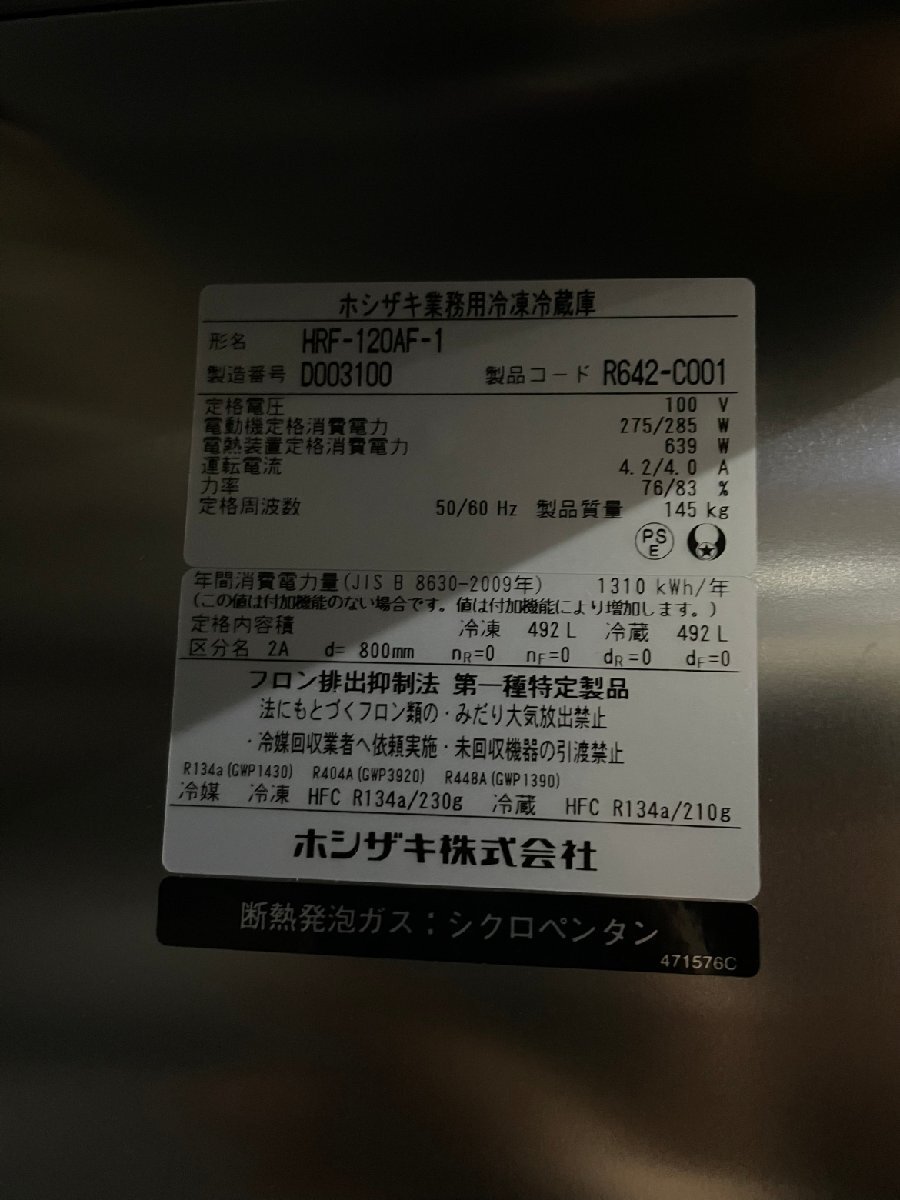 ホシザキ業務用冷凍冷蔵庫
形名 HRF-120AF-1
製造番号 D003100 製品コード R642-C001
定格電圧 100 V
電動機定格消費電力 275/285 W
電熱装置定格消費電力 639 W
運転電流 4.2/4.0 A
力率 76/83 %
定格周波数 50/60 Hz 製品質量 145 kg
PS
E
年間消費電力量(JIS B 8630-2009年) 1310 kWh/年
(この値は付加機能のない場合です。値は付加機能により増加します。)
定格内容積 冷凍 492 L 冷蔵 492 L
区分名 2A d= 800mm nR=0 nF=0 dR=0 dF=0
フロン排出抑制法 第一種特定製品
法にもとづくフロン類の・みだり大気放出禁止
・冷媒回収業者へ依頼実施・未回収機器の引渡禁止
R134a(GWP1430) R404A(GWP3920) R448A(GWP1390)
冷媒 冷凍 HFC R134a/230g 冷蔵 HFC R134a/210g
ホシザキ株式会社
断熱発泡ガス:シクロペンタン
471576C